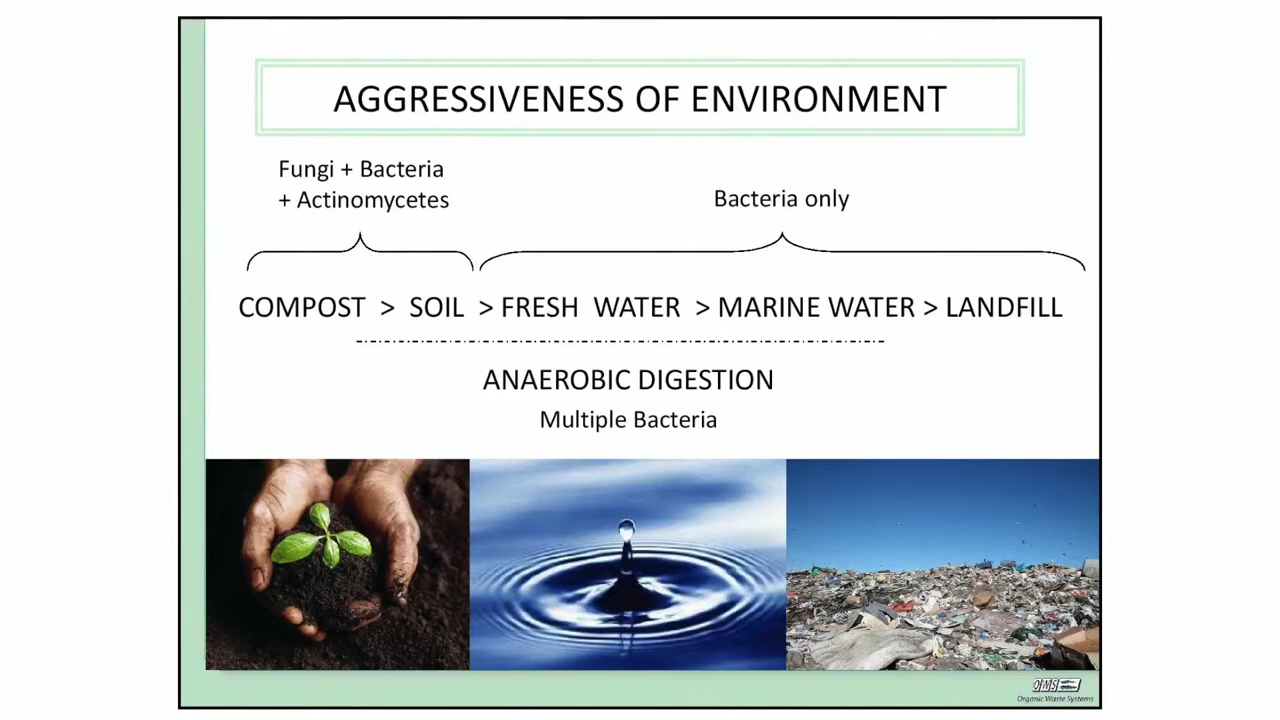 AGGRESSIVENESS OF ENVIRONMENT
Fungi + Bacteria
+ Actinomycetes
Bacteria only
COMPOST > SOIL > FRESH WATER > MARINE WATER > LANDFILL
ANAEROBIC DIGESTION
Multiple Bacteria
OWS
Organic Waste Systems